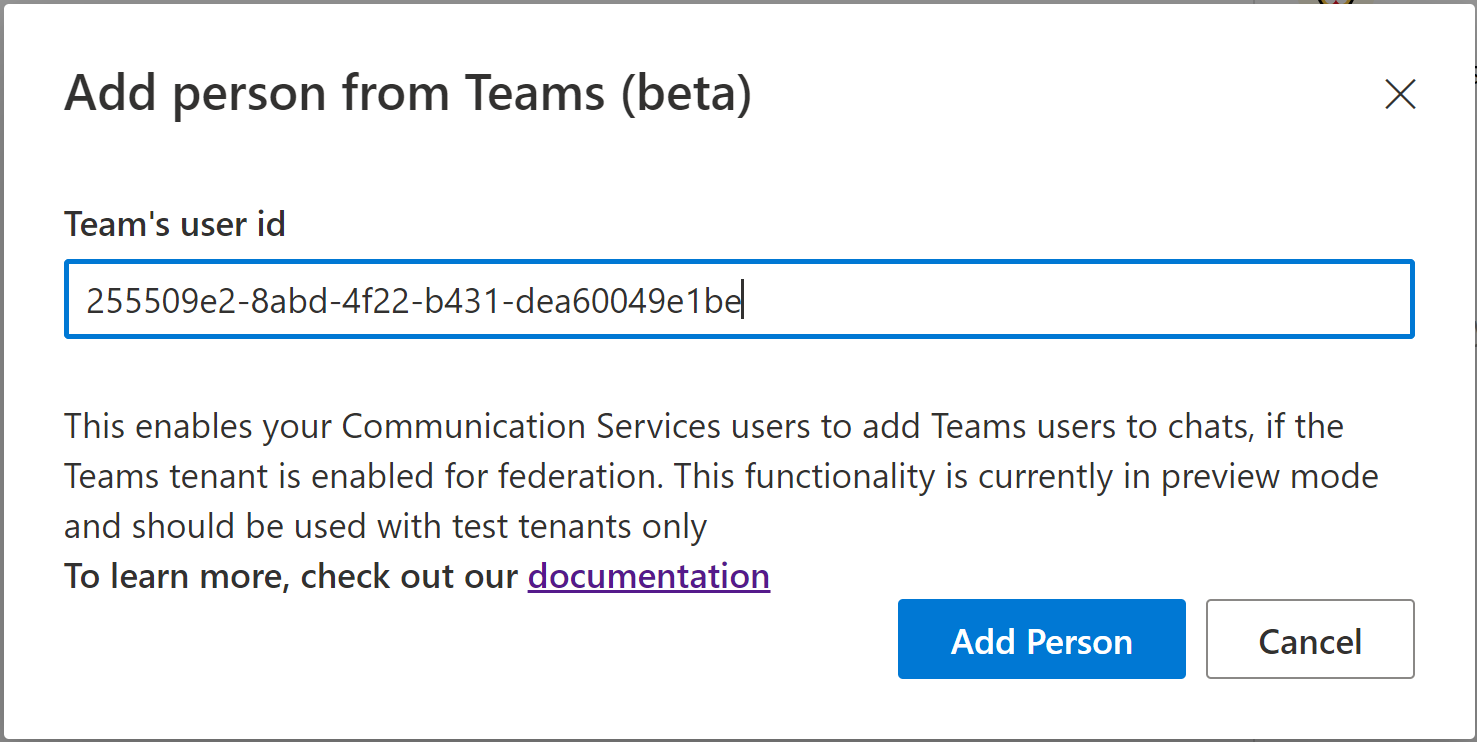 Add person from Teams (beta)
Team's user id
255509e2-8abd-4f22-b431-dea60049e1be
This enables your Communication Services users to add Teams users to chats, if the
Teams tenant is enabled for federation. This functionality is currently in preview mode
and should be used with test tenants only
To learn more, check out our documentation
Add Person
Cancel